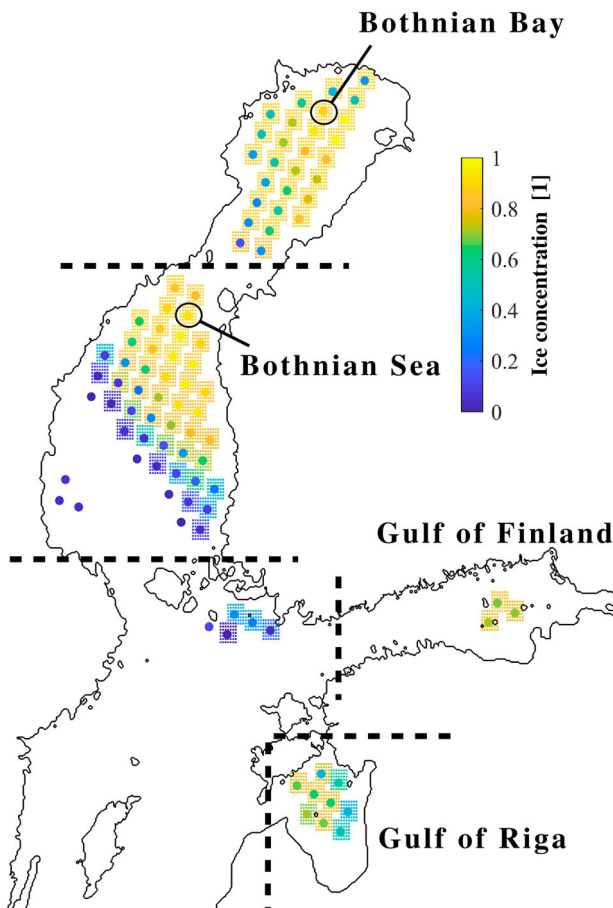 Bothnian Bay
1
0.8
0.6
0.4
0.2
0
Ice concentration [1]
Bothnian Sea
Gulf of Finland
Gulf of Riga